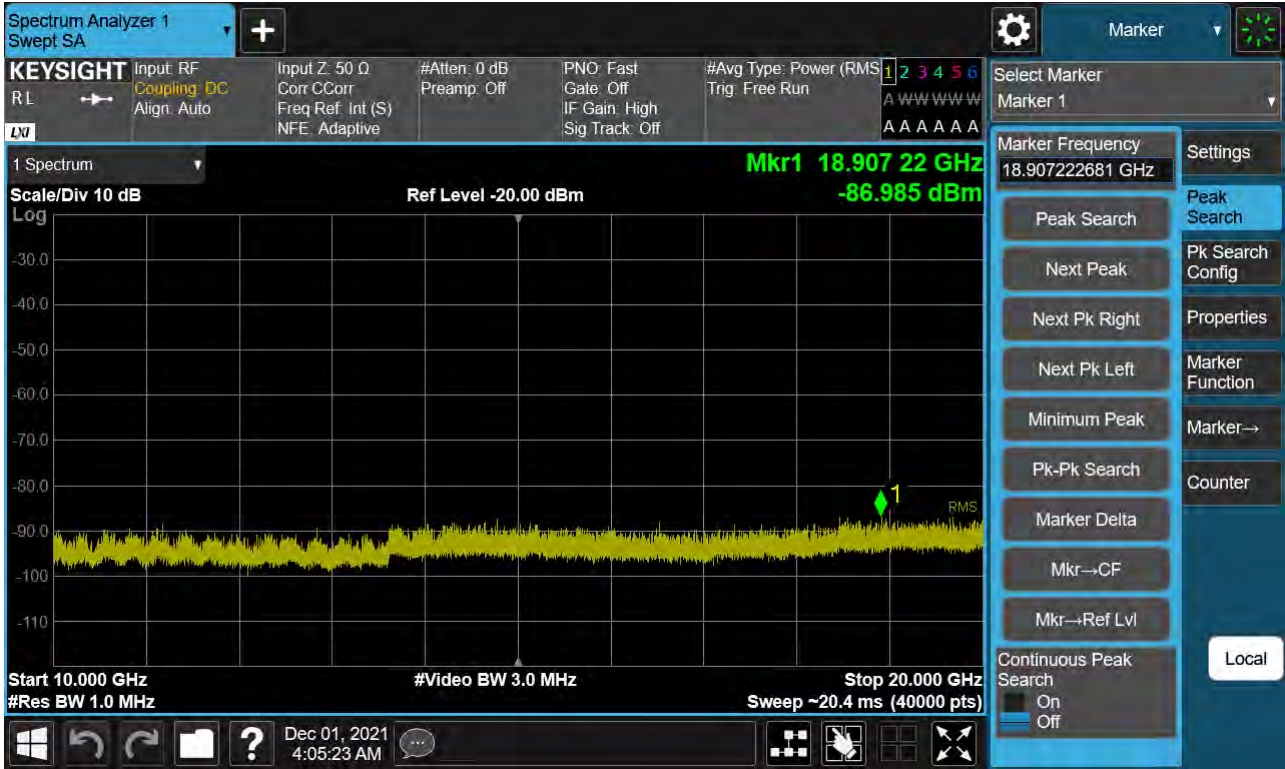 Spectrum Analyzer 1
Swept SA
+
Marker
KEYSIGHT
R L
LXI
Input: RF
Coupling: DC
Align: Auto
Input Z: 50 Ω
Corr CCorr
Freq Ref: Int (S)
NFE: Adaptive
#Atten: 0 dB
Preamp: Off
PNO: Fast
Gate: Off
IF Gain: High
Sig Track: Off
#Avg Type: Power (RMS
Trig: Free Run
1 2 3 4 5 6
A W W W W W
A A A A A A
Select Marker
Marker 1
1 Spectrum
Scale/Div 10 dB
Log
Ref Level -20.00 dBm
Mkr1 18.907 22 GHz
-86.985 dBm
-30.0
-40.0
-50.0
-60.0
-70.0
-80.0
-90.0
-100
-110
1
RMS
Start 10.000 GHz
#Res BW 1.0 MHz
#Video BW 3.0 MHz
Stop 20.000 GHz
Sweep ~20.4 ms (40000 pts)
Marker Frequency
18.907222681 GHz
Peak Search
Next Peak
Next Pk Right
Next Pk Left
Minimum Peak
Pk-Pk Search
Marker Delta
Mkr→CF
Mkr→Ref Lvl
Continuous Peak
Search
On
Off
Settings
Peak
Search
Pk Search
Config
Properties
Marker
Function
Marker→
Counter
Local
?
Dec 01, 2021
4:05:23 AM